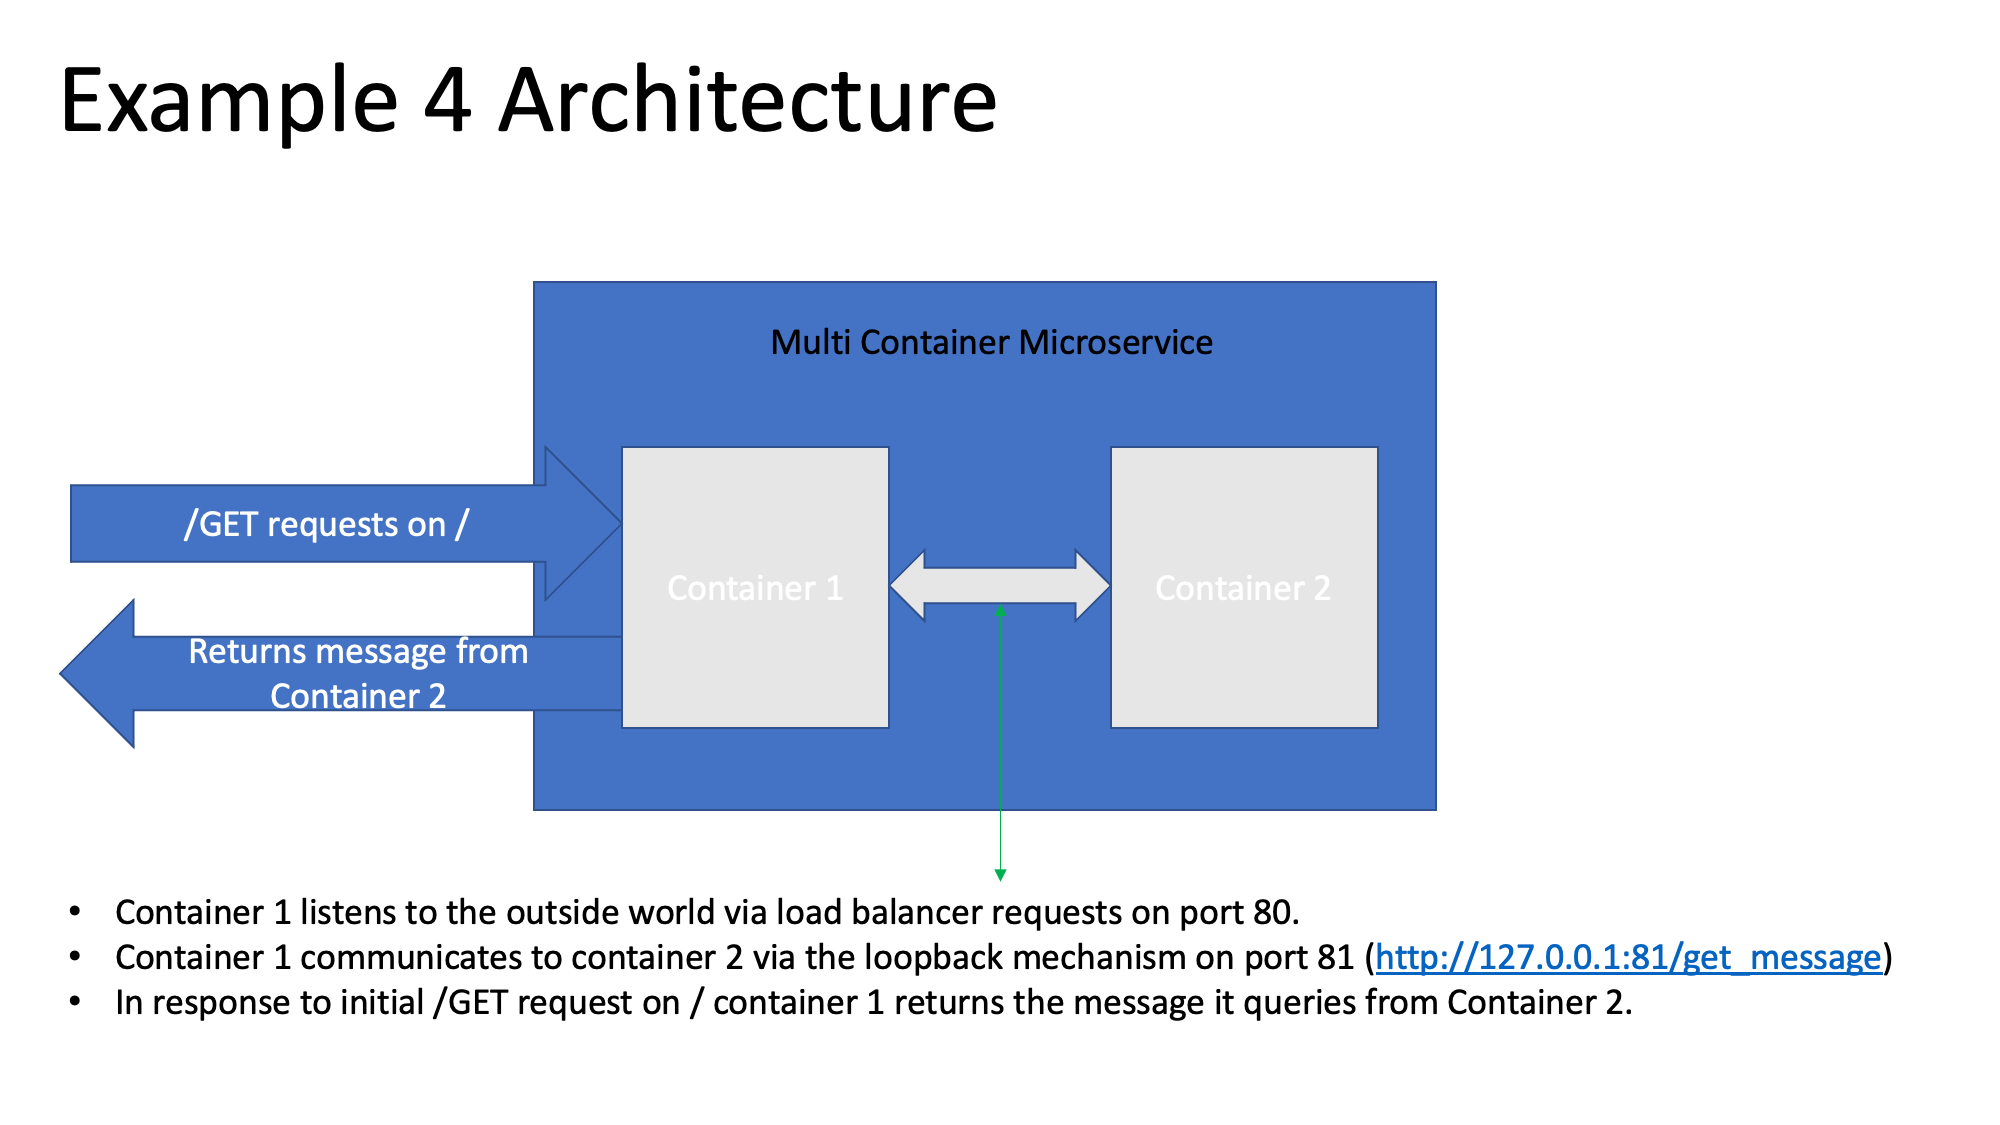 Example 4 Architecture
Multi Container Microservice
/GET requests on /
Container 1
Container 2
Returns message from
Container 2
• Container 1 listens to the outside world via load balancer requests on port 80.
• Container 1 communicates to container 2 via the loopback mechanism on port 81 (http://127.0.0.1:81/get_message)
• In response to initial /GET request on / container 1 returns the message it queries from Container 2.